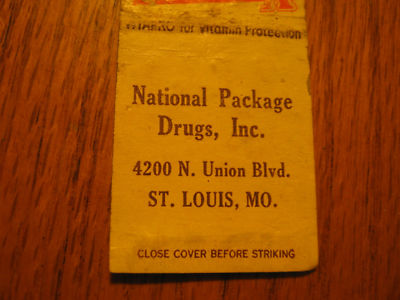 for Vitamin Protection
National Package
Drugs, Inc.
4200 N. Union Blvd.
ST. LOUIS, MO.
CLOSE COVER BEFORE STRIKING